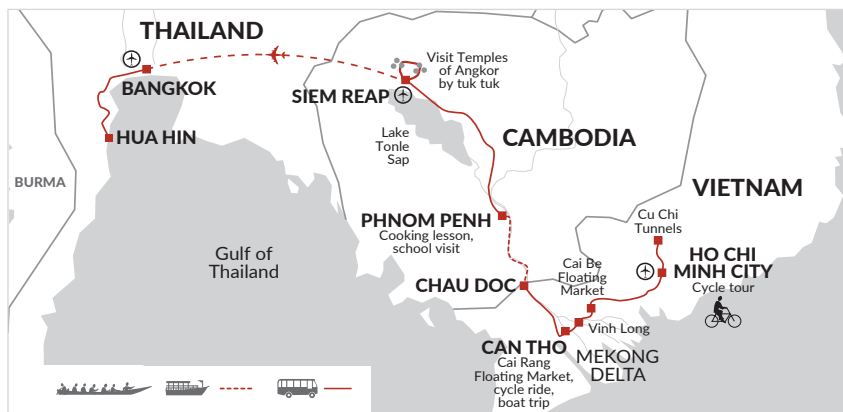 THAILAND
BANGKOK
HUA HIN
BURMA
Gulf of
Thailand
SIEM REAP
Visit Temples
of Angkor
by tuk tuk
Lake
Tonle
Sap
CAMBODIA
PHNOM PENH
Cooking lesson,
school visit
CHAU DOC
VIETNAM
Cu Chi
Tunnels
HO CHI
MINH CITY
Cycle tour
Cai Be
Floating
Market
Vinh Long
CAN THO
Cai Rang
Floating Market,
cycle ride,
boat trip
MEKONG
DELTA